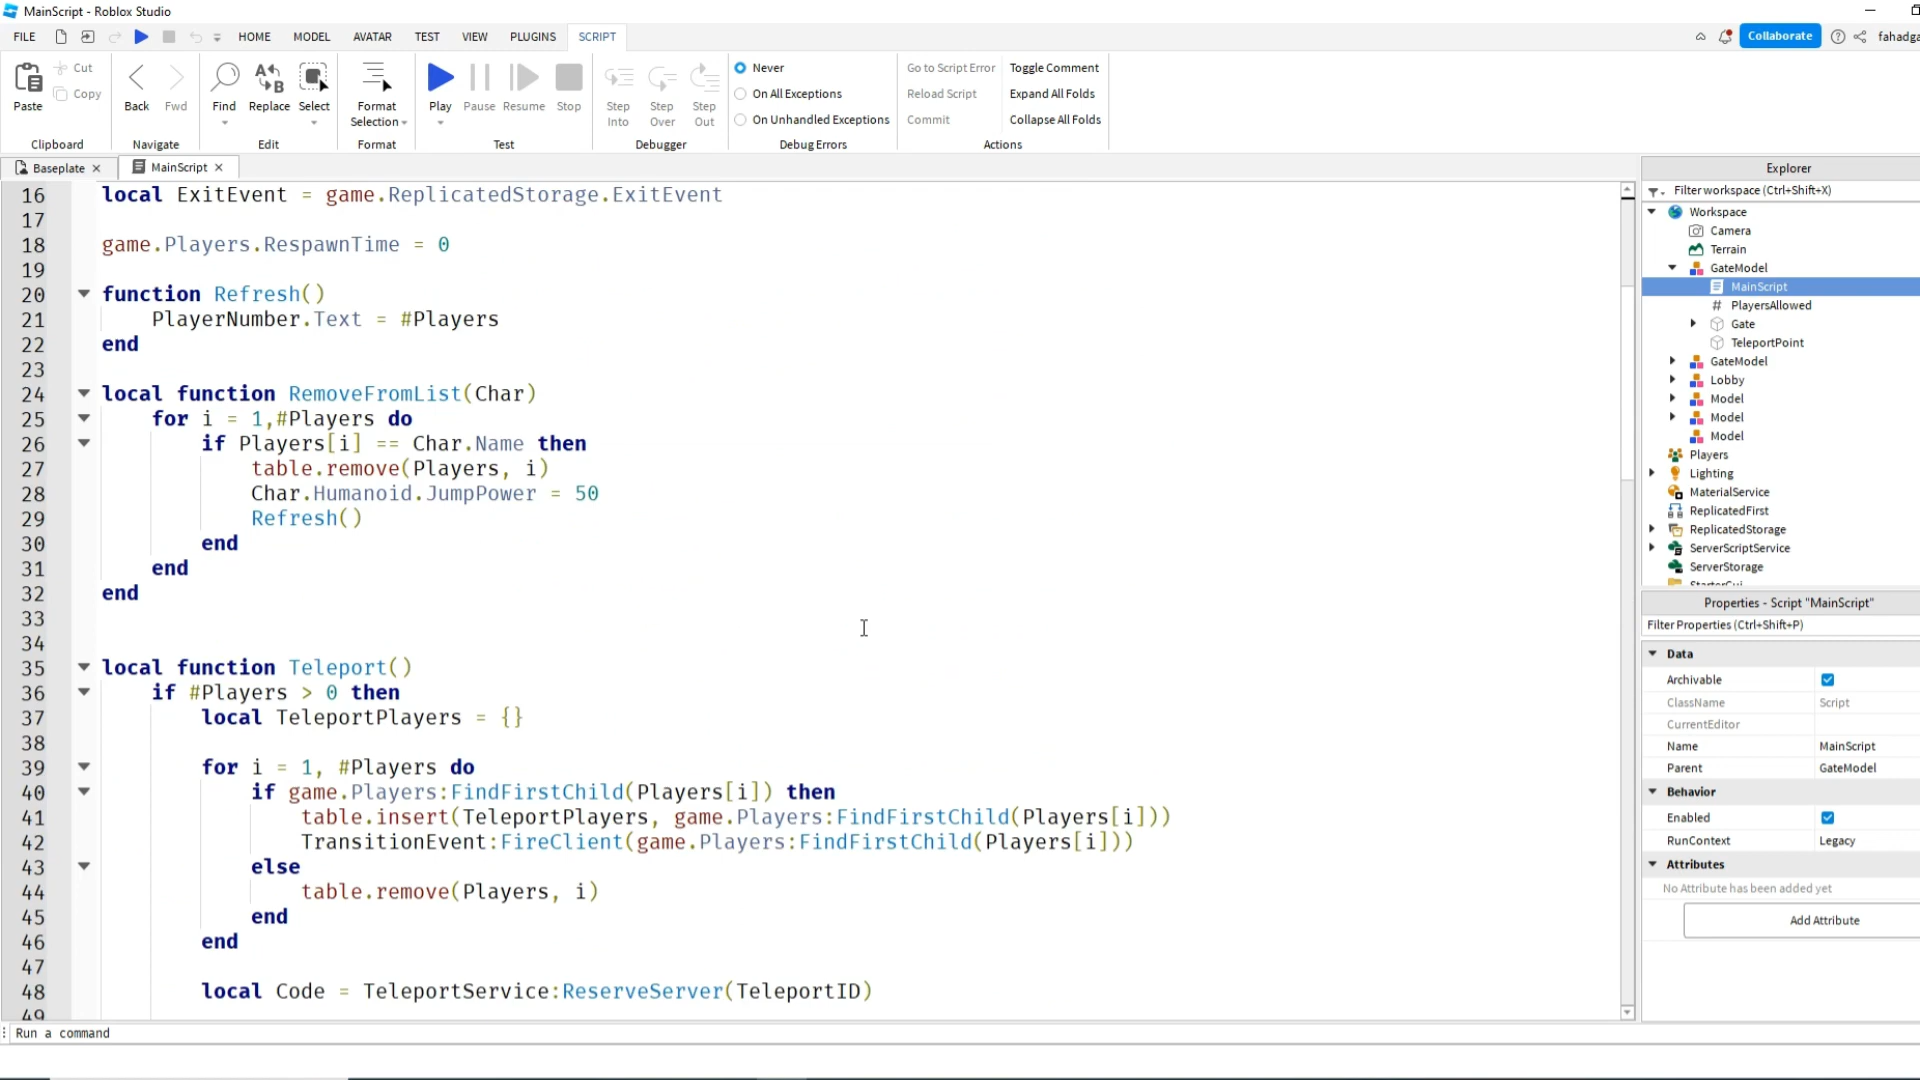 MainScript - Roblox Studio
FILE HOME MODEL AVATAR TEST VIEW PLUGINS SCRIPT Collaborate fahadga
Paste Cut Copy Clipboard
Back Fwd Navigate
Find Replace Select Edit
Format Selection Format
Play Pause Resume Stop Test
Step Into Step Over Step Out Debugger
Never
On All Exceptions
On Unhandled Exceptions
Debug Errors
Go to Script Error Toggle Comment
Reload Script Expand All Folds
Commit Collapse All Folds
Actions
Baseplate MainScript
16 local ExitEvent = game.ReplicatedStorage.ExitEvent
17
18 game.Players.RespawnTime = 0
19
20 function Refresh()
21 PlayerNumber.Text = #Players
22 end
23
24 local function RemoveFromList(Char)
25 for i = 1,#Players do
26 if Players[i] == Char.Name then
27 table.remove(Players, i)
28 Char.Humanoid.JumpPower = 50
29 Refresh()
30 end
31 end
32 end
33
34
35 local function Teleport()
36 if #Players > 0 then
37 local TeleportPlayers = {}
38
39 for i = 1, #Players do
40 if game.Players:FindFirstChild(Players[i]) then
41 table.insert(TeleportPlayers, game.Players:FindFirstChild(Players[i]))
42 TransitionEvent:FireClient(game.Players:FindFirstChild(Players[i]))
43 else
44 table.remove(Players, i)
45 end
46 end
47
48 local Code = TeleportService:ReserveServer(TeleportID)
49
Run a command
Explorer
Filter workspace (Ctrl+Shift+X)
Workspace
Camera
Terrain
GateModel
MainScript
# PlayersAllowed
Gate
TeleportPoint
GateModel
Lobby
Model
Model
Model
Players
Lighting
MaterialService
ReplicatedFirst
ReplicatedStorage
ServerScriptService
ServerStorage
StarterGui
Properties - Script "MainScript"
Filter Properties (Ctrl+Shift+P)
Data
Archivable
ClassName Script
CurrentEditor
Name MainScript
Parent GateModel
Behavior
Enabled
RunContext Legacy
Attributes
No Attribute has been added yet
Add Attribute